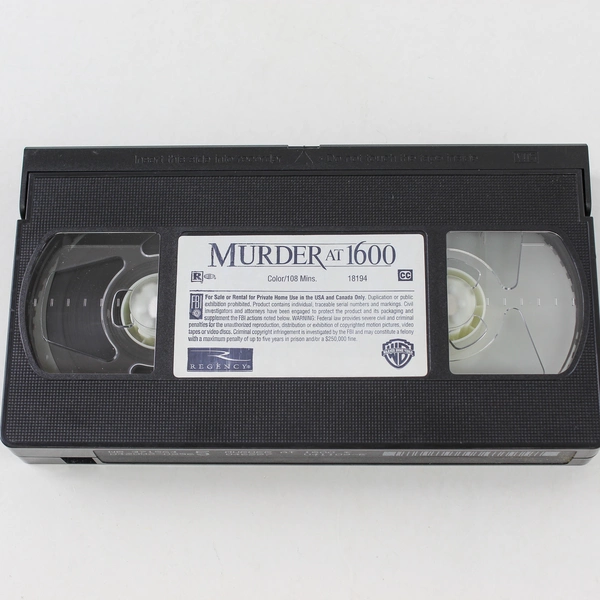 Insert this side into recorder
MURDER AT 1600
R
Color/108 Mins.
18194
CC
For Sale or Rental for Private Home Use in the USA and Canada Only. Duplication or public
exhibition prohibited. Product contains individual, traceable serial numbers and markings. Civil
investigators and attorneys have been engaged to protect the product and its packaging and
supplement the FBI actions noted below. WARNING: Federal law provides severe civil and criminal
penalties for the unauthorized reproduction, distribution or exhibition of copyrighted motion pictures, video
tapes or video discs. Criminal copyright infringement is investigated by the FBI and may constitute a felony
with a maximum penalty of up to five years in prison and/or a $250,000 fine.
REGENCY